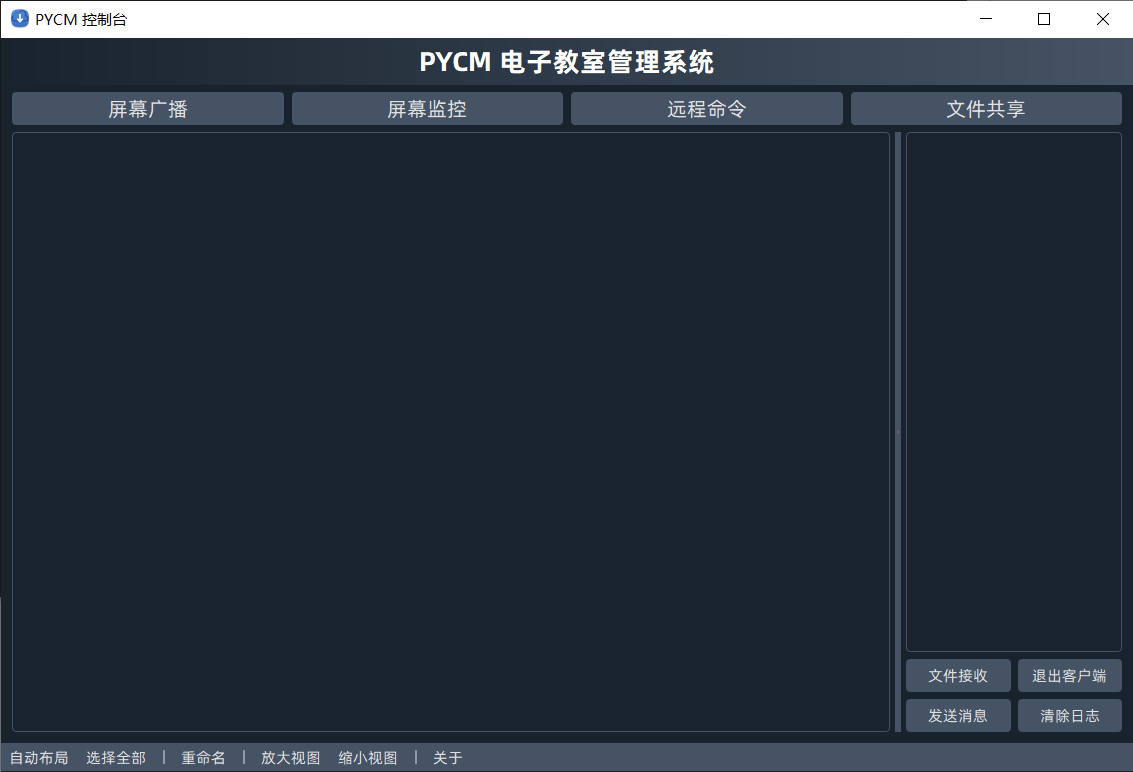 PYCM 控制台
PYCM 电子教室管理系统
屏幕广播 屏幕监控 远程命令 文件共享
文件接收 退出客户端
发送消息 清除日志
自动布局 选择全部 | 重命名 | 放大视图 缩小视图 | 关于